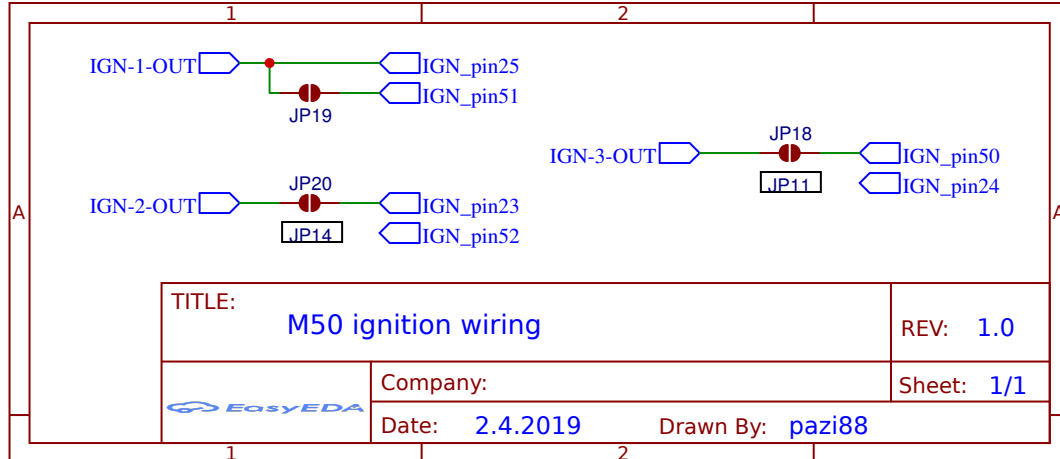 1 2
IGN-1-OUT IGN_pin25
IGN_pin51
JP19
JP18
IGN-3-OUT IGN_pin50
JP11 IGN_pin24
JP20
IGN-2-OUT IGN_pin23
JP14 IGN_pin52
A A
TITLE:
M50 ignition wiring
REV: 1.0
EasyEDA
Company:
Sheet: 1/1
Date: 2.4.2019 Drawn By: pazi88
1 2